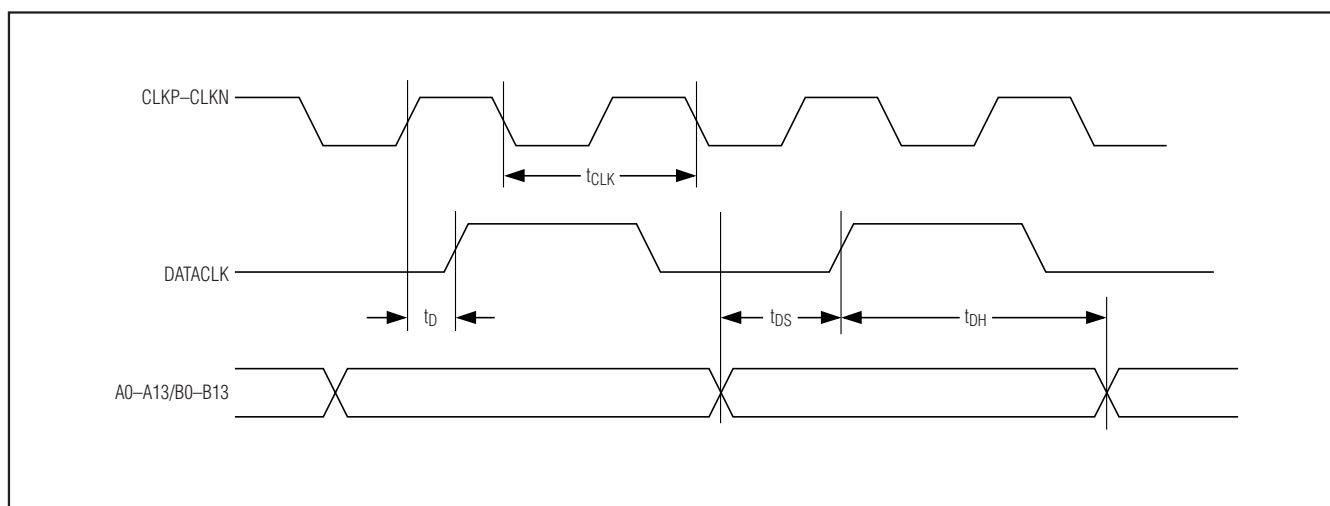 CLKP–CLKN
tCLK
DATACLK
tD
tDS
tDH
A0–A13/B0–B13